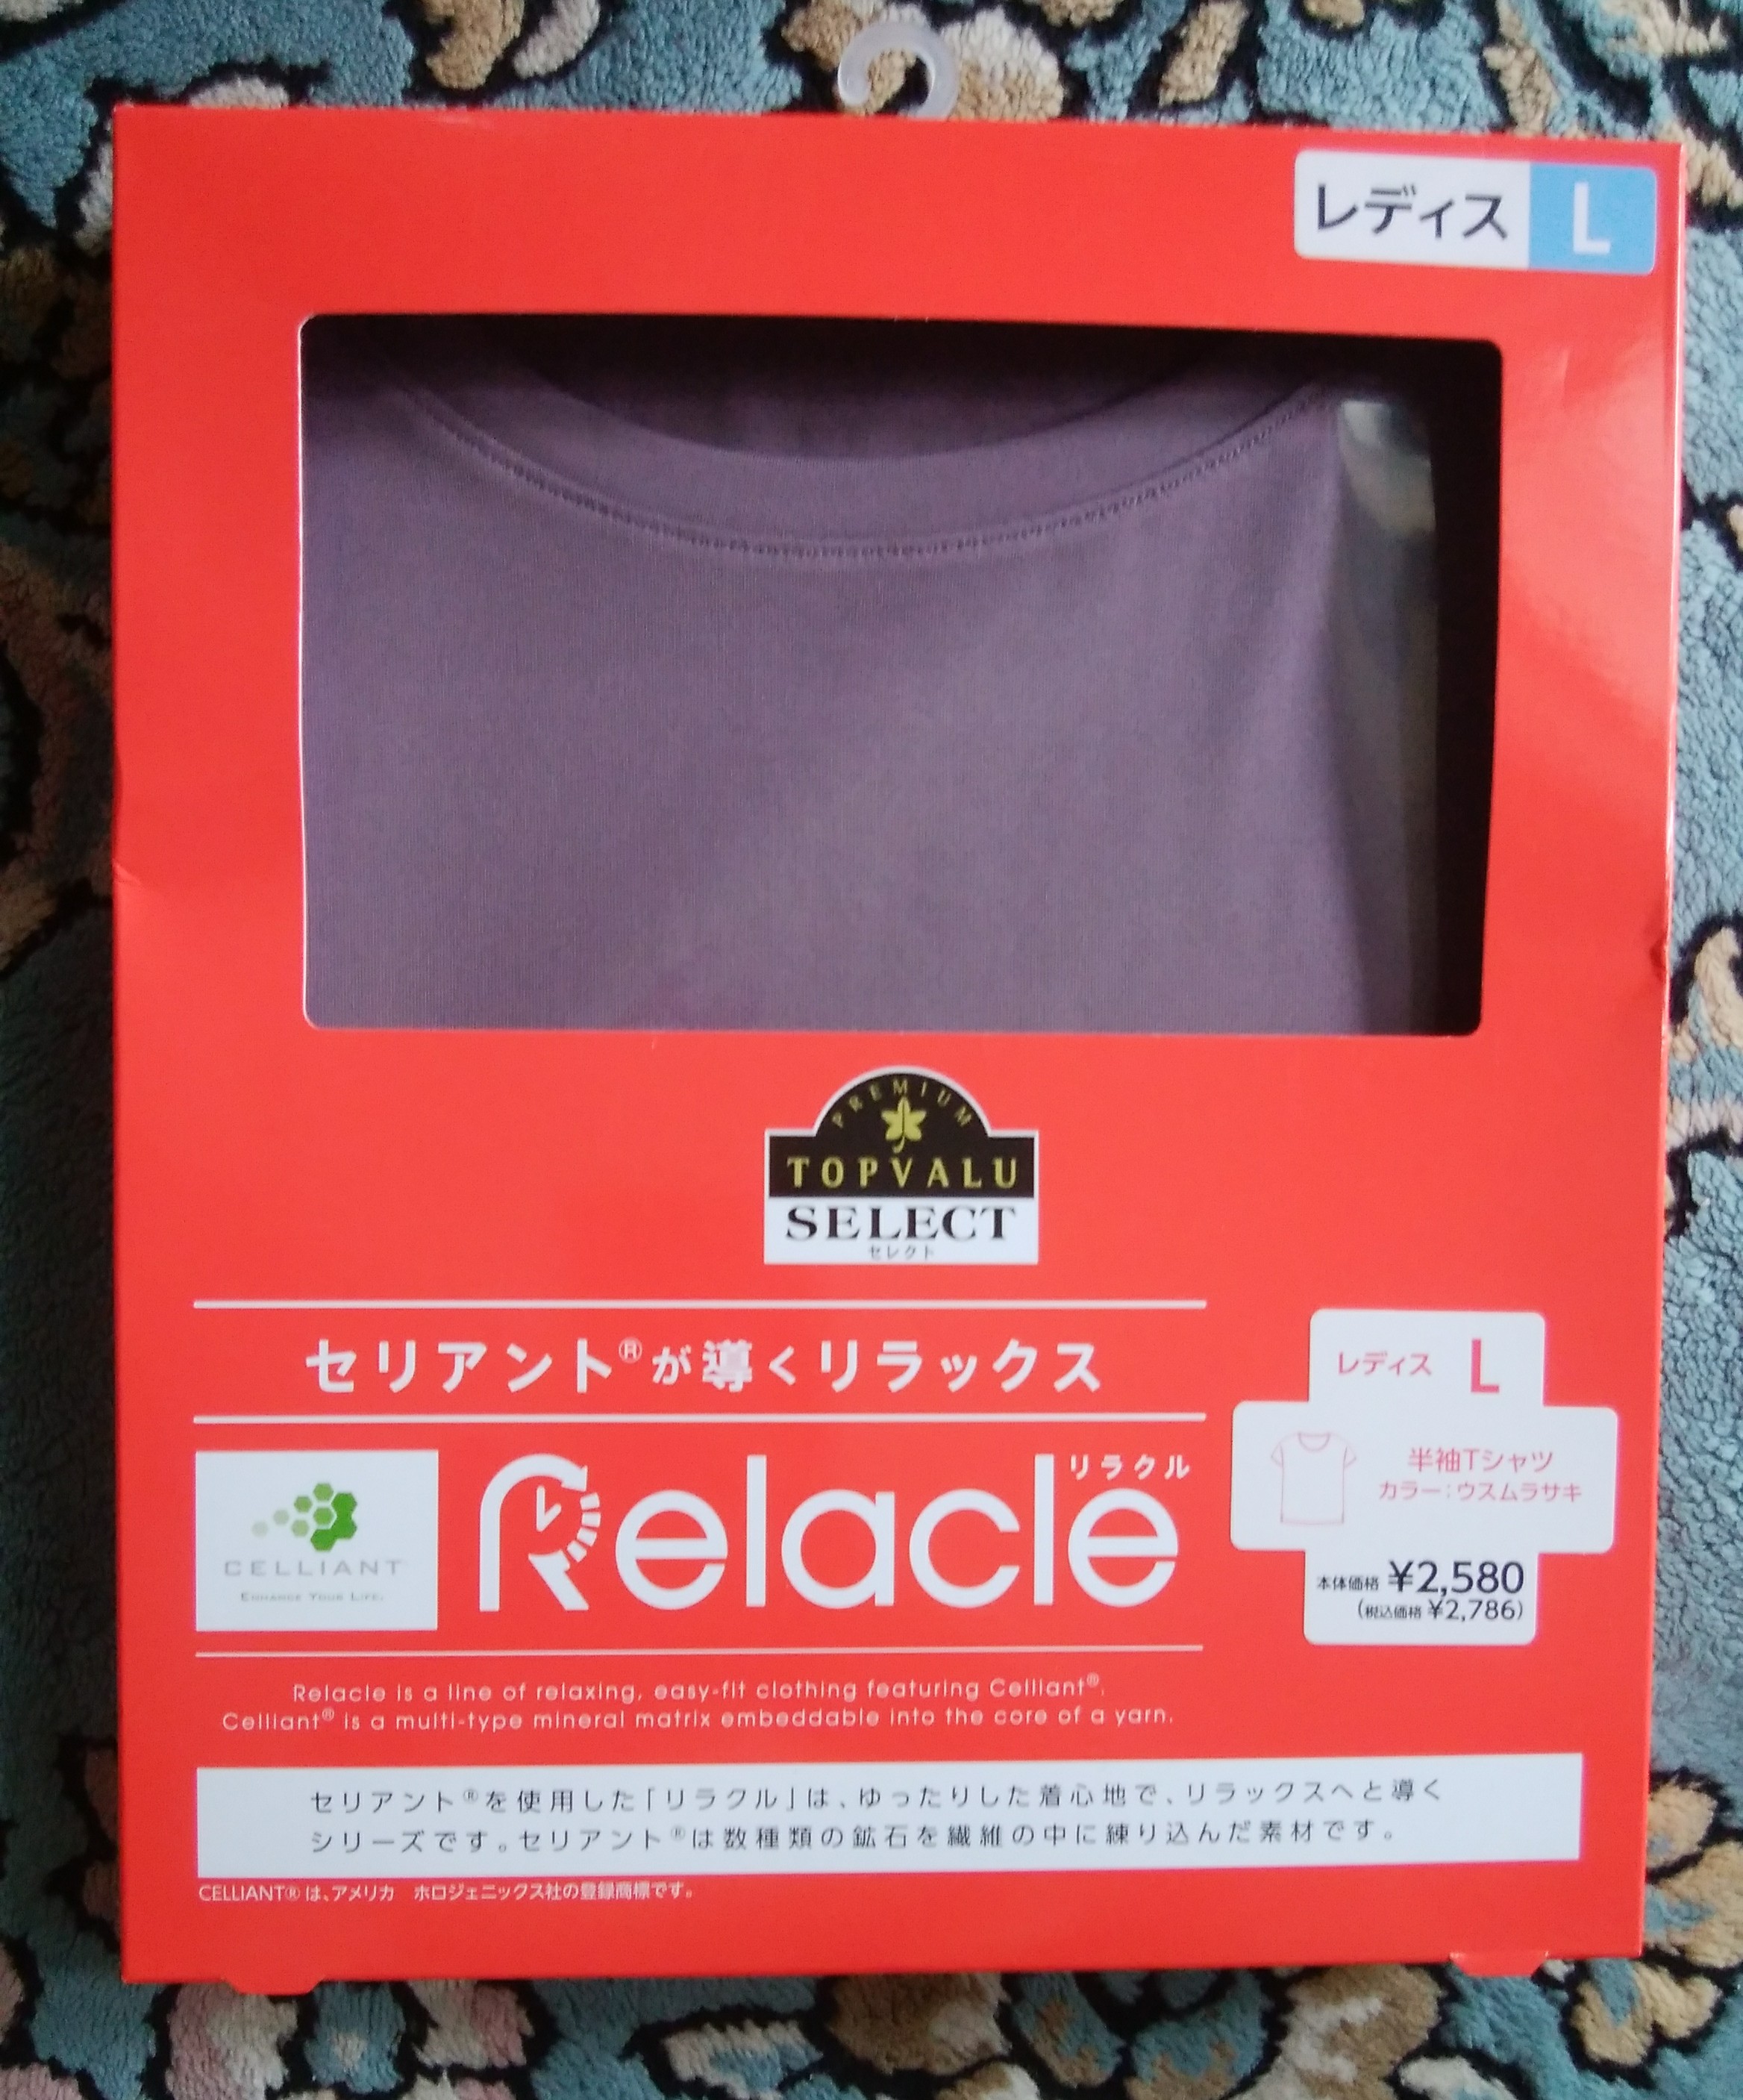 レディス L
PREMIUM
TOPVALU
SELECT
セレクト
セリアント®が導くリラックス
CELLIANT
ENHANCE YOUR LIFE.
Relacle
リラクル
レディス L
半袖Tシャツ
カラー:ウスムラサキ
本体価格 ¥2,580
(税込価格 ¥2,786)
Relacle is a line of relaxing, easy-fit clothing featuring Celliant®.
Celliant® is a multi-type mineral matrix embeddable into the core of a yarn.
セリアント®を使用した「リラクル」は、ゆったりした着心地で、リラックスへと導く
シリーズです。セリアント®は数種類の鉱石を繊維の中に練り込んだ素材です。
CELLIANT®は、アメリカ ホロジェニックス社の登録商標です。